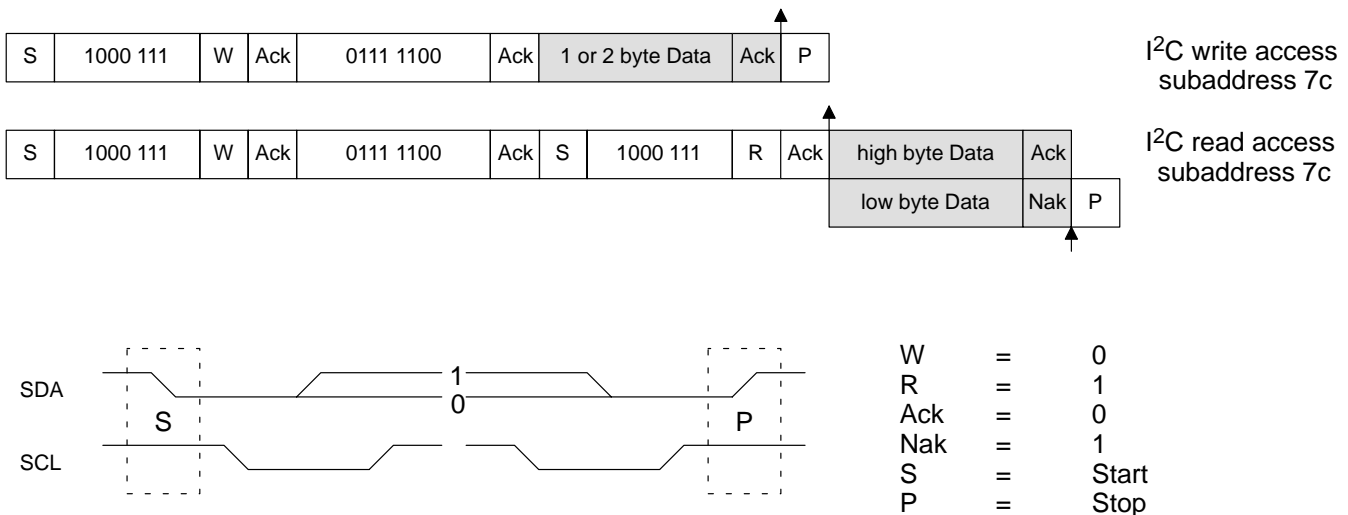 S 1000 111 W Ack 0111 1100 Ack 1 or 2 byte Data Ack P
I2C write access
subaddress 7c
S 1000 111 W Ack 0111 1100 Ack S 1000 111 R Ack high byte Data Ack
I2C read access
subaddress 7c
low byte Data Nak P
SDA
1
0
S
P
SCL
W = 0
R = 1
Ack = 0
Nak = 1
S = Start
P = Stop